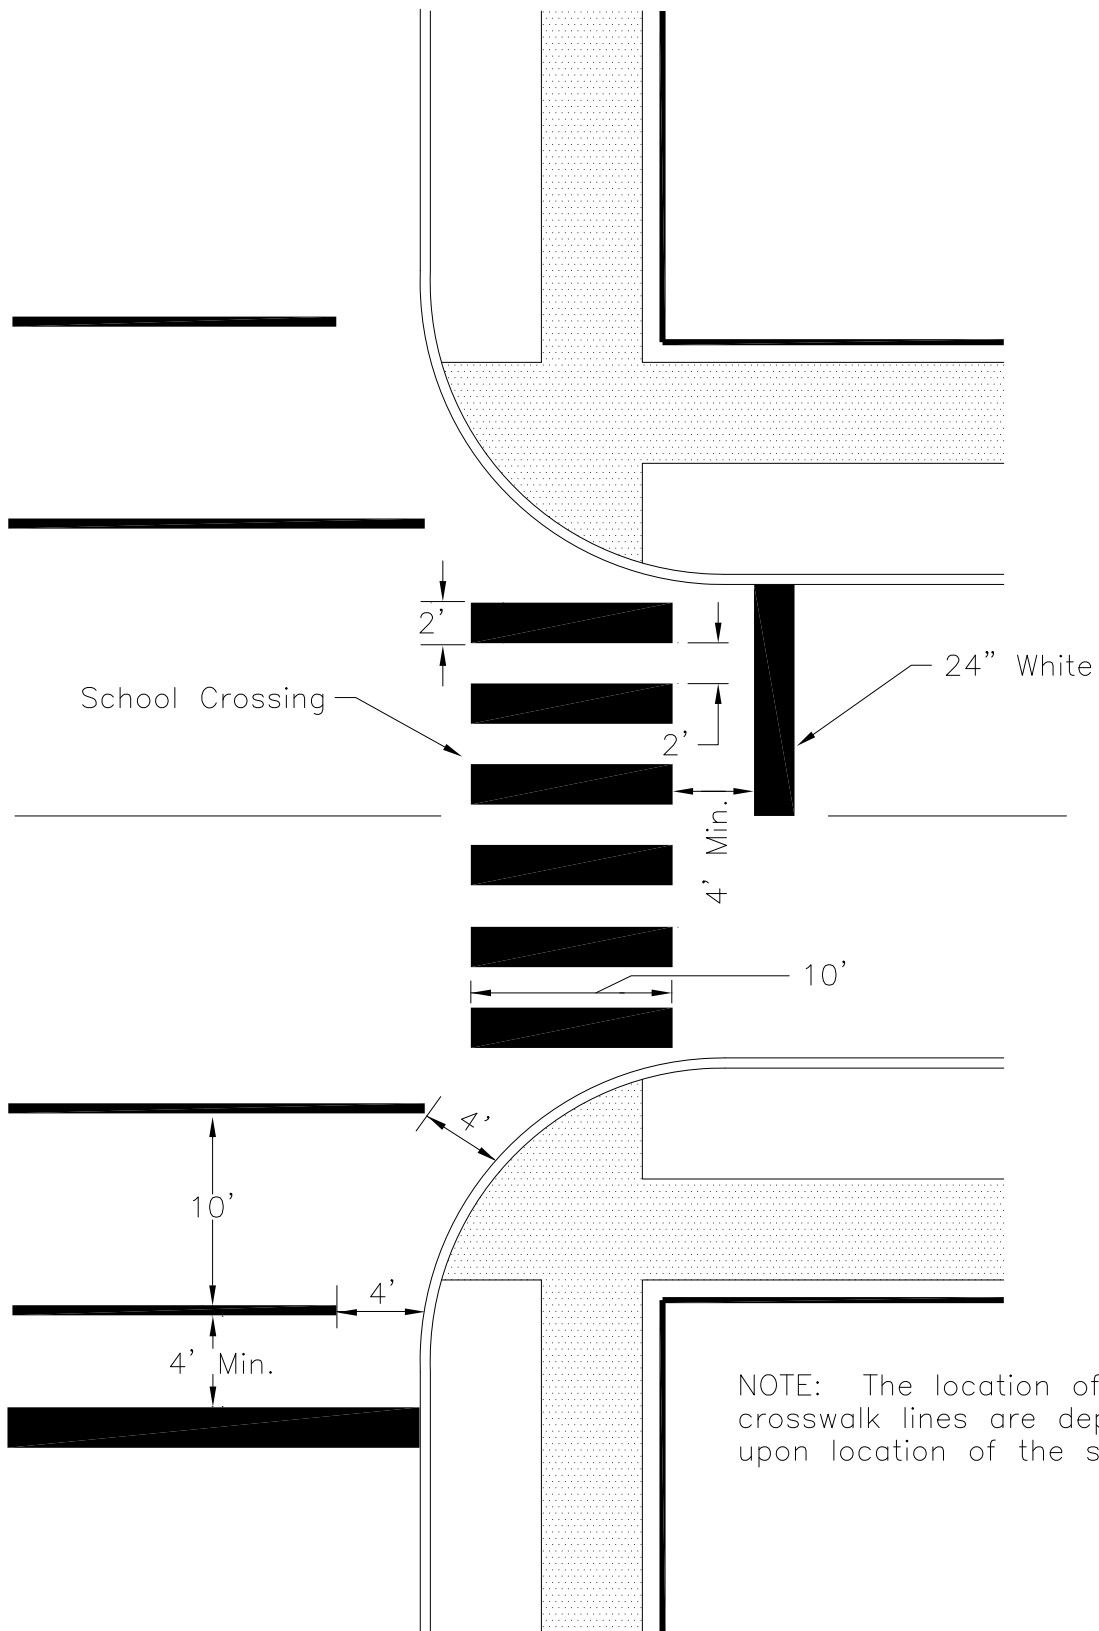 2'
School Crossing
24” White
2'
4' Min.
10'
4'
10'
4'
4' Min.
NOTE: The location of
crosswalk lines are
upon location of the